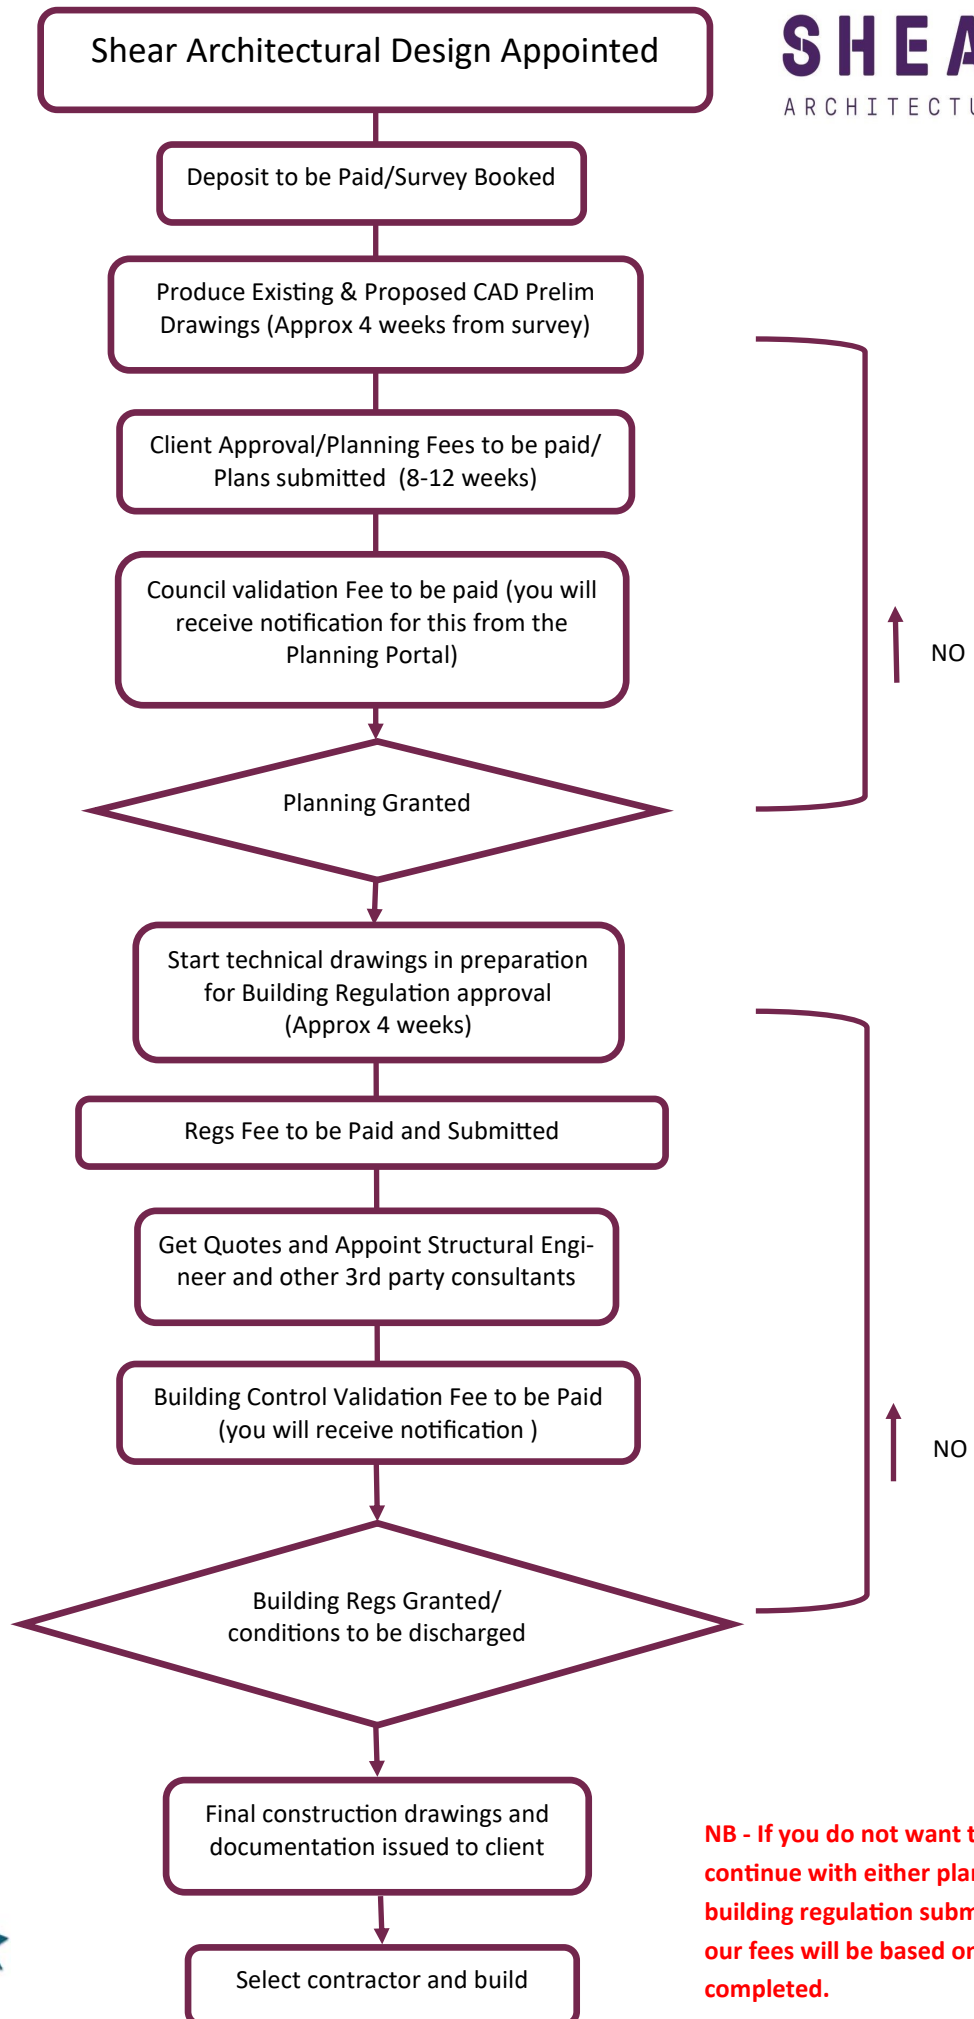 Shear Architectural Design Appointed
SHEA
ARCHITECTU
Deposit to be Paid/Survey Booked
Produce Existing & Proposed CAD Prelim
Drawings (Approx 4 weeks from survey)
Client Approval/Planning Fees to be paid/
Plans submitted (8-12 weeks)
Council validation Fee to be paid (you will
receive notification for this from the
Planning Portal)
NO
Planning Granted
Start technical drawings in preparation
for Building Regulation approval
(Approx 4 weeks)
Regs Fee to be Paid and Submitted
Get Quotes and Appoint Structural Engi-
neer and other 3rd party consultants
Building Control Validation Fee to be Paid
(you will receive notification )
NO
Building Regs Granted/
conditions to be discharged
Final construction drawings and
documentation issued to client
NB - If you do not want t
continue with either plan
building regulation subm
our fees will be based on
completed.
Select contractor and build